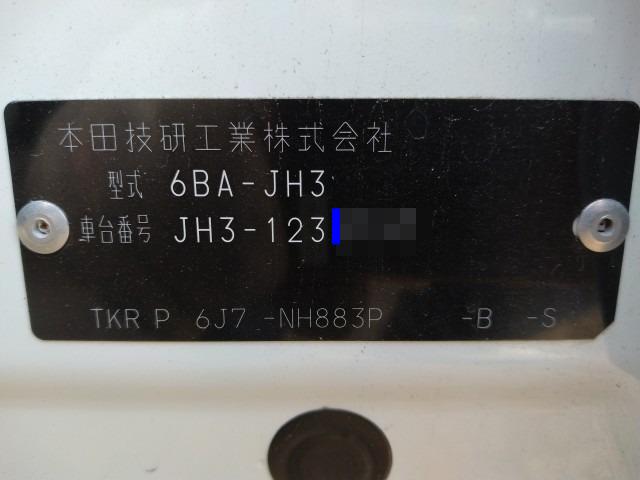 本田技研工業株式会社
型式 6BA-JH3
車台番号 JH3-123
TKR P 6J7 -NH883P -B -S